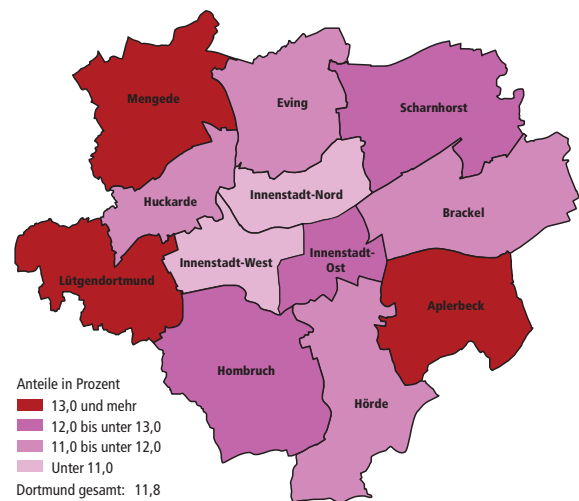 Mengede
Eving
Scharnhorst
Huckarde
Innenstadt-Nord
Brackel
Lütgendortmund
Innenstadt-West
Innenstadt-
Ost
Aplerbeck
Hombruch
Hörde
Anteile in Prozent
13,0 und mehr
12,0 bis unter 13,0
11,0 bis unter 12,0
Unter 11,0
Dortmund gesamt: 11,8